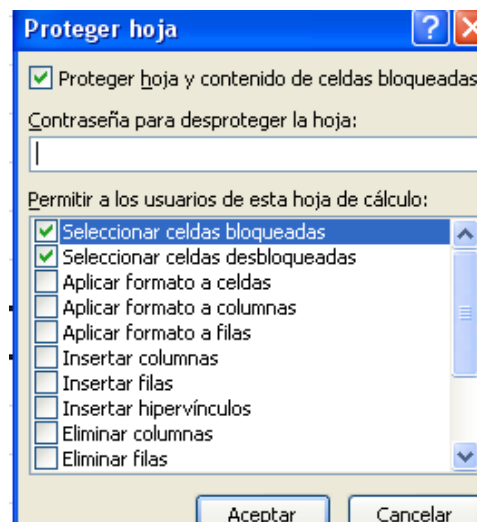 Proteger hoja
Proteger hoja y contenido de celdas bloqueadas
Contraseña para desproteger la hoja:
Permitir a los usuarios de esta hoja de cálculo:
Seleccionar celdas bloqueadas
Seleccionar celdas desbloqueadas
Aplicar formato a celdas
Aplicar formato a columnas
Aplicar formato a filas
Insertar columnas
Insertar filas
Insertar hipervínculos
Eliminar columnas
Eliminar filas
Aceptar Cancelar